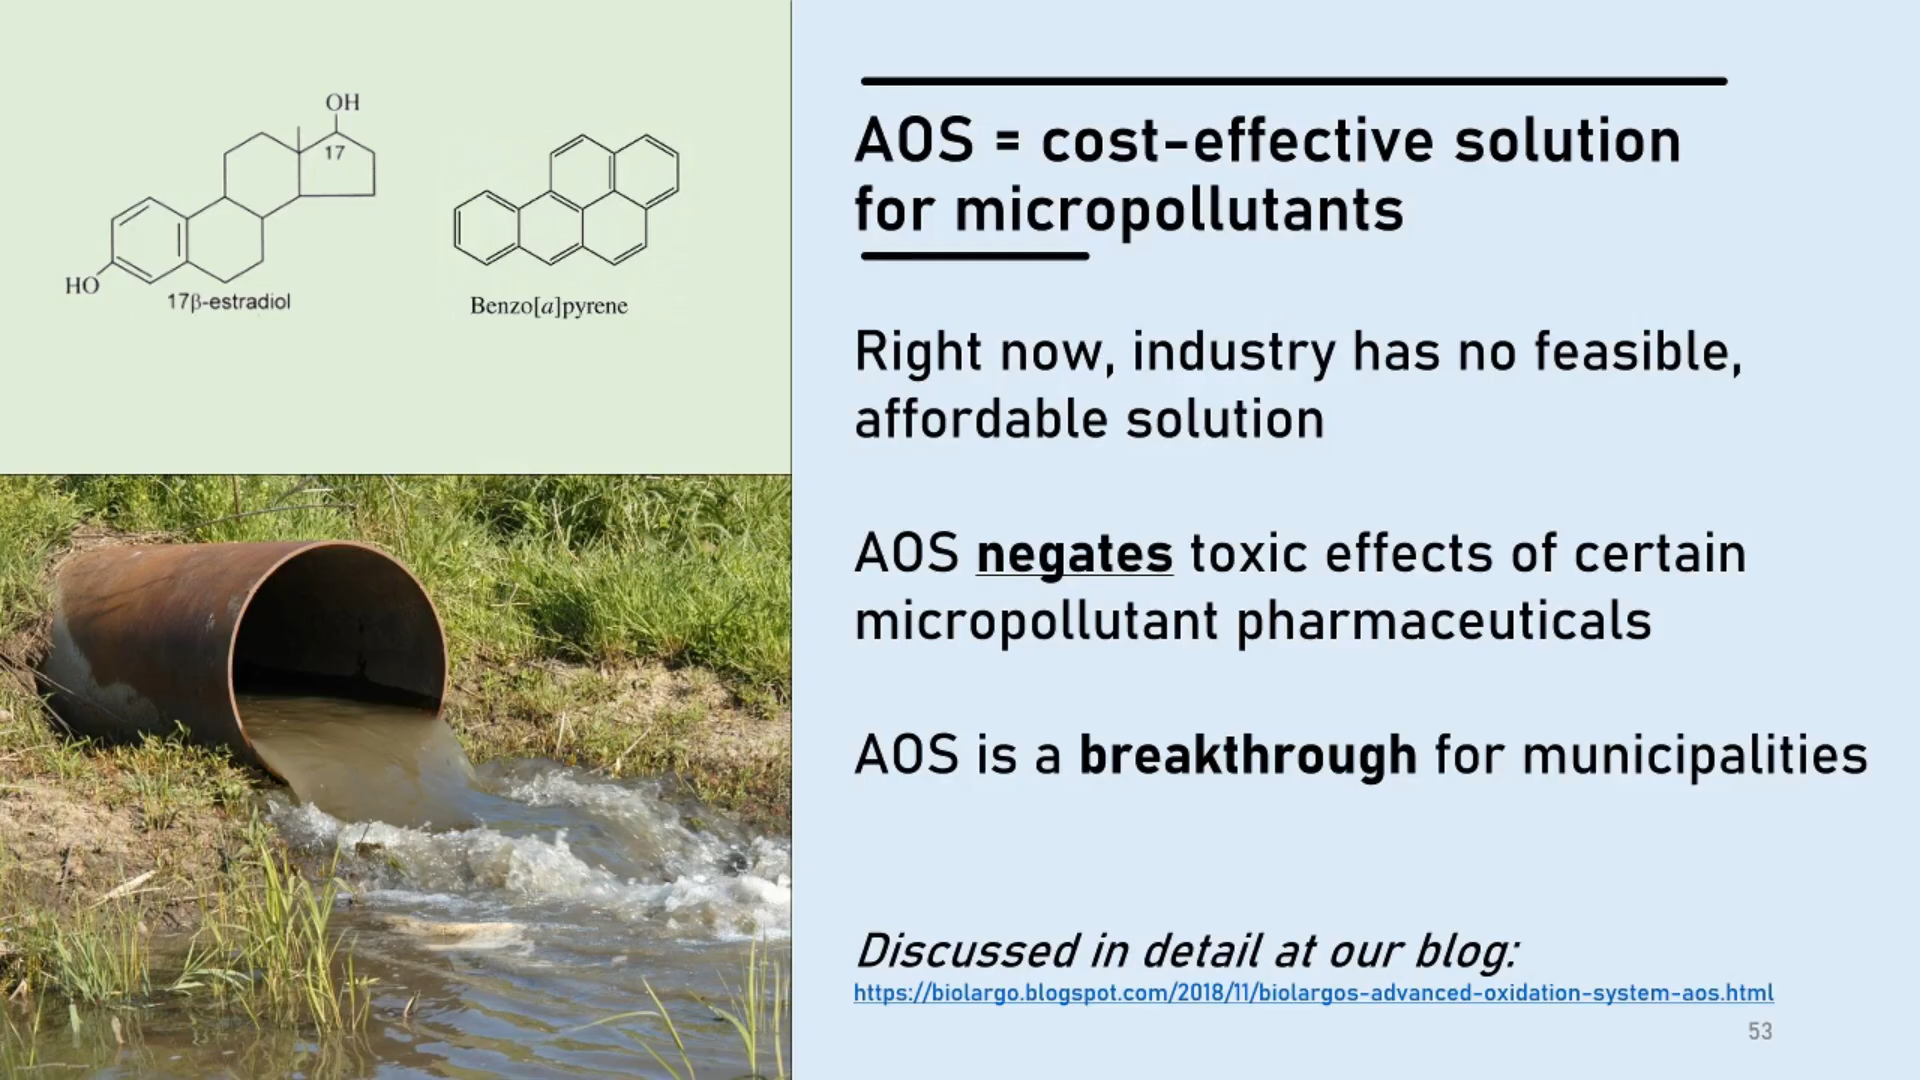 OH
17
HO
17β-estradiol
Benzo[a]pyrene
AOS = cost-effective solution
for micropollutants
Right now, industry has no feasible,
affordable solution
AOS negates toxic effects of certain
micropollutant pharmaceuticals
AOS is a breakthrough for municipalities
Discussed in detail at our blog:
https://biolargo.blogspot.com/2018/11/biolargos-advanced-oxidation-system-aos.html
53